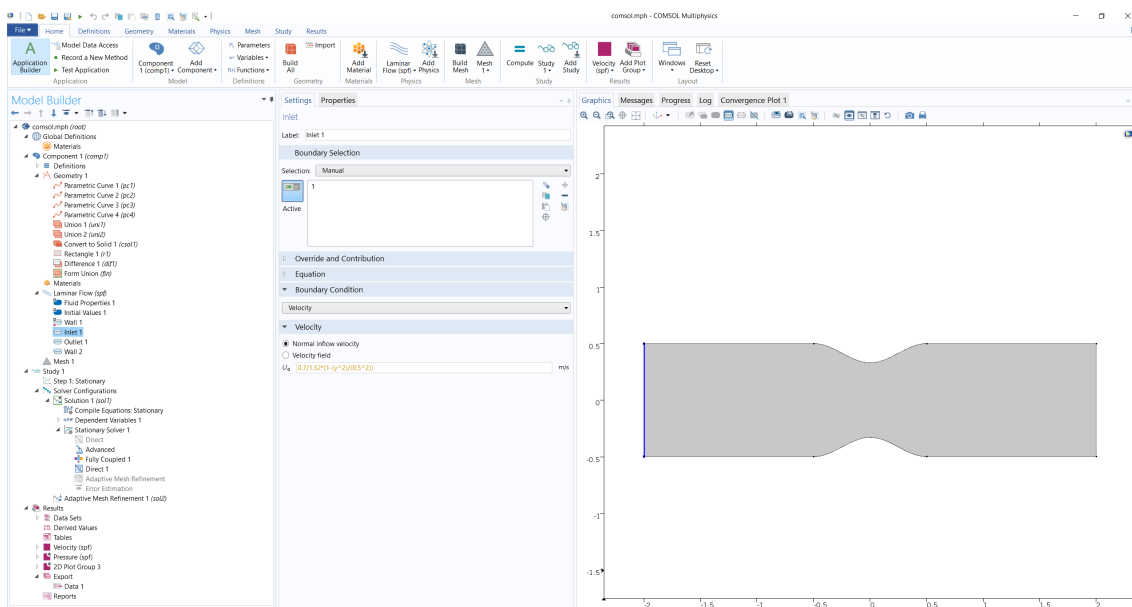 comsol.mph - COMSOL Multiphysics
File Home Definitions Geometry Materials Physics Mesh Study Results
Application Builder
Model Data Access
Record a New Method
Test Application
Application
Component 1 (comp1)
Add Component
Model
Pi Parameters
a= Variables
f(x) Functions
Definitions
Build All
Import
Geometry
Add Material
Materials
Laminar Flow (spf)
Add Physics
Physics
Build Mesh
Mesh 1
Mesh
Compute
Study 1
Add Study
Study
Velocity (spf)
Add Plot Group
Results
Windows
Reset Desktop
Layout
Model Builder
comsol.mph (root)
Global Definitions
Materials
Component 1 (comp1)
Definitions
Geometry 1
Parametric Curve 1 (pc1)
Parametric Curve 2 (pc2)
Parametric Curve 3 (pc3)
Parametric Curve 4 (pc4)
Union 1 (uni1)
Union 2 (uni2)
Convert to Solid 1 (csol1)
Rectangle 1 (r1)
Difference 1 (dif1)
Form Union (fin)
Materials
Laminar Flow (spf)
Fluid Properties 1
Initial Values 1
Wall 1
Inlet 1
Outlet 1
Wall 2
Mesh 1
Study 1
Step 1: Stationary
Solver Configurations
Solution 1 (sol1)
Compile Equations: Stationary
Dependent Variables 1
Stationary Solver 1
Direct
Advanced
Fully Coupled 1
Direct 1
Adaptive Mesh Refinement
Error Estimation
Adaptive Mesh Refinement 1 (sol2)
Results
Data Sets
Derived Values
Tables
Velocity (spf)
Pressure (spf)
2D Plot Group 3
Export
Data 1
Reports
Settings Properties
Inlet
Label: Inlet 1
Boundary Selection
Selection: Manual
1
Active
Override and Contribution
Equation
Boundary Condition
Velocity
Velocity
Normal inflow velocity
Velocity field
U₀ 0.7/1.52*(1-(y^2)/(0.5^2)) m/s
Graphics Messages Progress Log Convergence Plot 1
2
1.5
1
0.5
0
-0.5
-1
-1.5
-2 -1.5 -1 -0.5 0 0.5 1 1.5 2